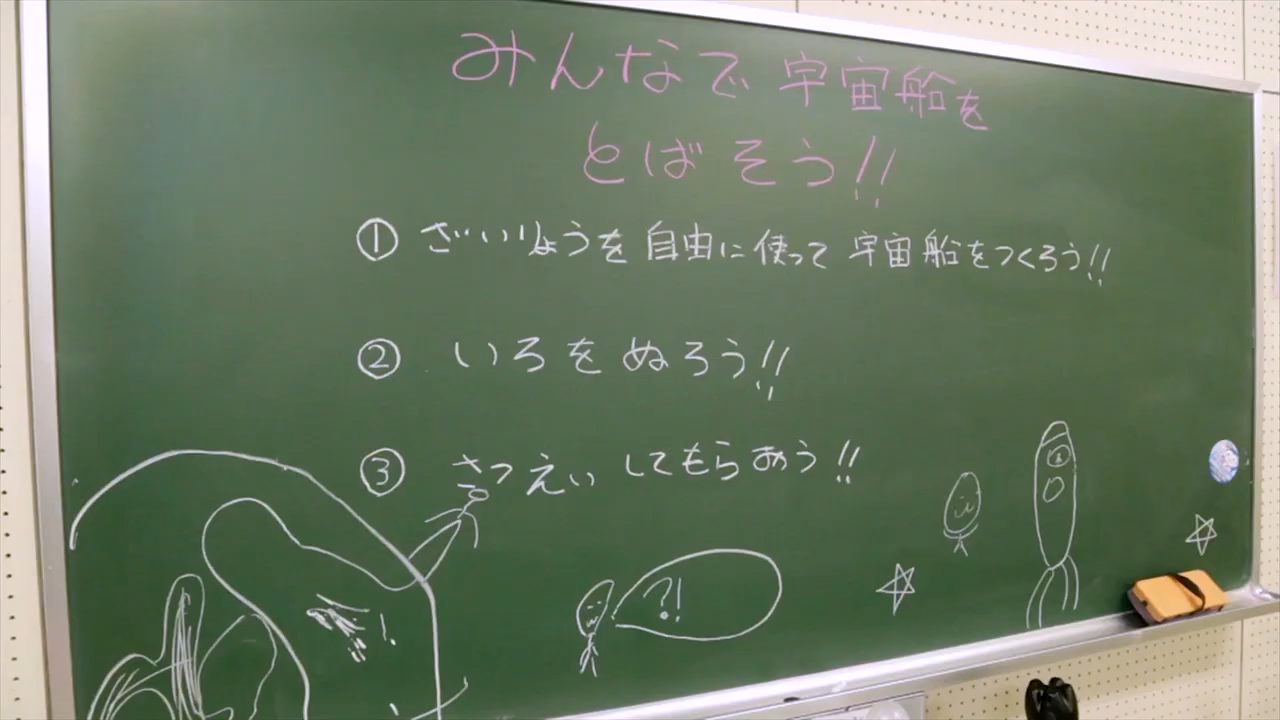 みんなで宇宙船を
とばそう!!
① ざいりょうを自由に使って宇宙船をつくろう!!
② いろをぬろう!!
③ さつえいしてもらおう!!
?!